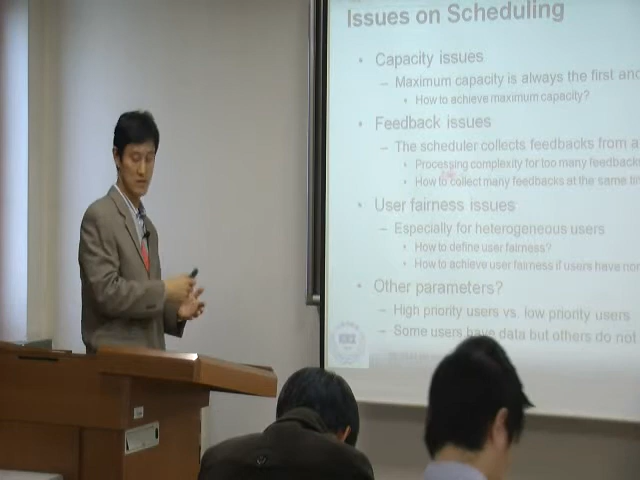 Issues on Scheduling
• Capacity issues
– Maximum capacity is always the first and
• How to achieve maximum capacity?
• Feedback issues
– The scheduler collects feedbacks from a
• Processing complexity for too many feedbacks
• How to collect many feedbacks at the same tim
• User fairness issues
– Especially for heterogeneous users
• How to define user fairness?
• How to achieve user fairness if users have non
• Other parameters?
– High priority users vs. low priority users
– Some users have data but others do not